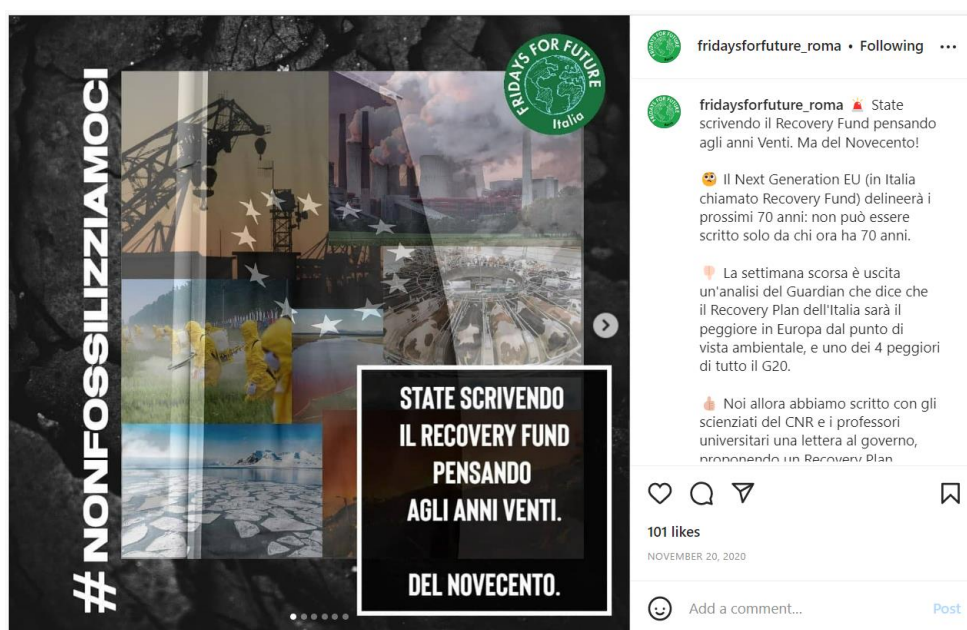 #NONFOSSILIZZIAMOCI
FRIDAYS FOR FUTURE
Italia
STATE SCRIVENDO
IL RECOVERY FUND
PENSANDO
AGLI ANNI VENTI.
DEL NOVECENTO.
fridaysforfuture_roma • Following
fridaysforfuture_roma 🚨 State
scrivendo il Recovery Fund pensando
agli anni Venti. Ma del Novecento!
🧐 Il Next Generation EU (in Italia
chiamato Recovery Fund) delineerà i
prossimi 70 anni: non può essere
scritto solo da chi ora ha 70 anni.
👎🏻 La settimana scorsa è uscita
un'analisi del Guardian che dice che
il Recovery Plan dell'Italia sarà il
peggiore in Europa dal punto di
vista ambientale, e uno dei 4 peggiori
di tutto il G20.
👍🏻 Noi allora abbiamo scritto con gli
scienziati del CNR e i professori
universitari una lettera al governo,
proponendo un Recovery Plan
101 likes
NOVEMBER 20, 2020
Add a comment...
Post